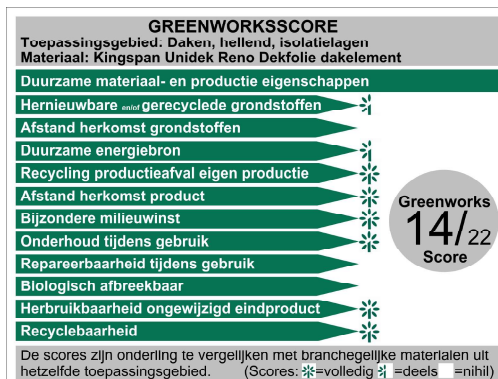 GREENWORKSSCORE
Toepassingsgebied: Daken, hellend, isolatielagen
Materiaal: Kingspan Unidek Reno Dekfolie dakelement
Duurzame materiaal- en productie eigenschappen
Hernieuwbare en/of gerecyclede grondstoffen
Afstand herkomst grondstoffen
Duurzame energiebron
Recycling productieafval eigen productie
Afstand herkomst product
Bijzondere milieuwinst
Onderhoud tijdens gebruik
Repareerbaarheid tijdens gebruik
Biologisch afbreekbaar
Herbruikbaarheid ongewijzigd eindproduct
Recyclebaarheid
Greenworks
14/22
Score
De scores zijn onderling te vergelijken met branchegelijke materialen uit
hetzelfde toepassingsgebied. (Scores: =volledig =deels =nihil)